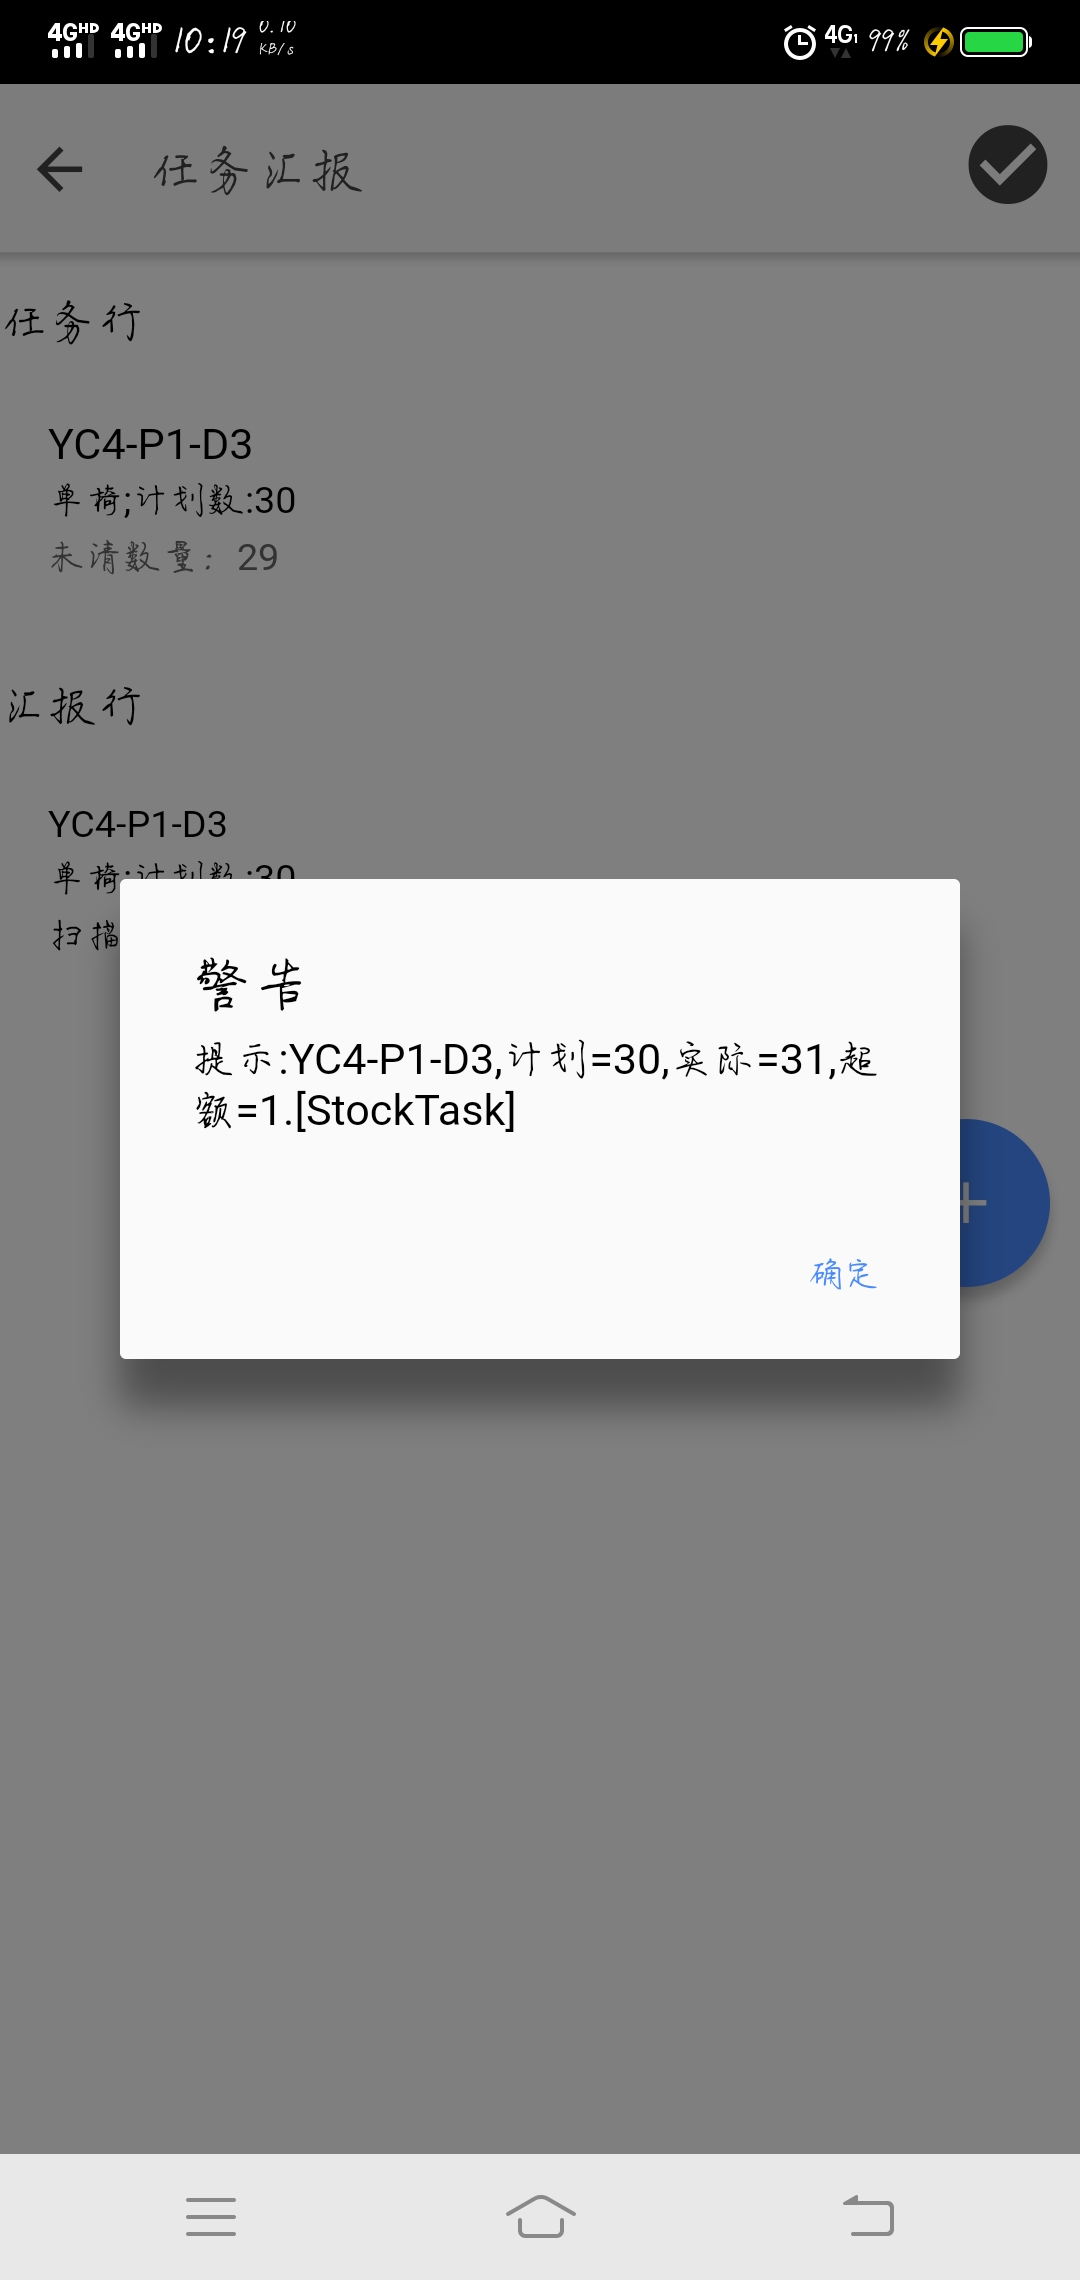 4GHD 4GHD 10:19 0.10 KB/s 4G1 99%
任务汇报
任务行
YC4-P1-D3
单椅;计划数:30
未清数量：29
汇报行
YC4-P1-D3
单椅;计划数:30
扫描
警告
提示:YC4-P1-D3,计划=30,实际=31,超
额=1.[StockTask]
确定